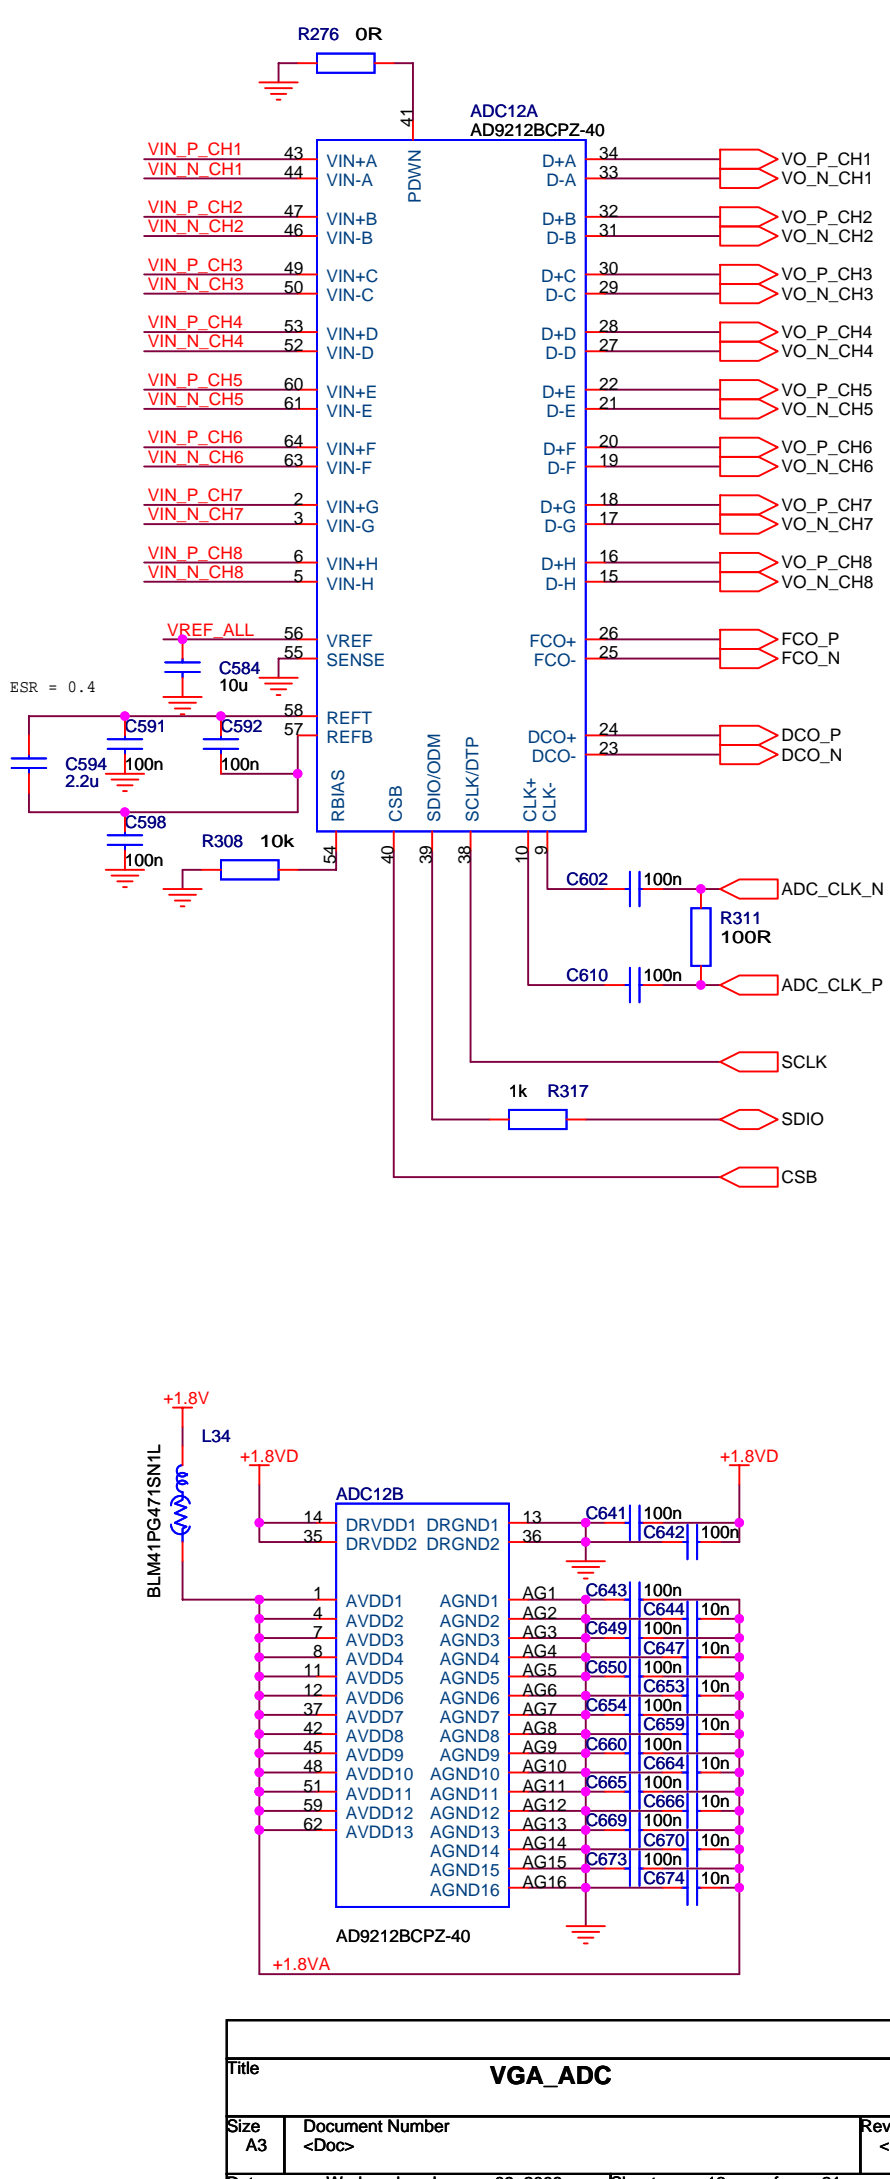 R276 0R
41
ADC12A
AD9212BCPZ-40
PDWN
VIN_P_CH1 43 VIN+A D+A 34 VO_P_CH1
VIN_N_CH1 44 VIN-A D-A 33 VO_N_CH1
VIN_P_CH2 47 VIN+B D+B 32 VO_P_CH2
VIN_N_CH2 46 VIN-B D-B 31 VO_N_CH2
VIN_P_CH3 49 VIN+C D+C 30 VO_P_CH3
VIN_N_CH3 50 VIN-C D-C 29 VO_N_CH3
VIN_P_CH4 53 VIN+D D+D 28 VO_P_CH4
VIN_N_CH4 52 VIN-D D-D 27 VO_N_CH4
VIN_P_CH5 60 VIN+E D+E 22 VO_P_CH5
VIN_N_CH5 61 VIN-E D-E 21 VO_N_CH5
VIN_P_CH6 64 VIN+F D+F 20 VO_P_CH6
VIN_N_CH6 63 VIN-F D-F 19 VO_N_CH6
VIN_P_CH7 2 VIN+G D+G 18 VO_P_CH7
VIN_N_CH7 3 VIN-G D-G 17 VO_N_CH7
VIN_P_CH8 6 VIN+H D+H 16 VO_P_CH8
VIN_N_CH8 5 VIN-H D-H 15 VO_N_CH8
VREF_ALL 56 VREF FCO+ 26 FCO_P
55 SENSE FCO- 25 FCO_N
C584
10u
ESR = 0.4
58 REFT
57 REFB
C591
100n
C592
100n
C594
2.2u
DCO+ 24 DCO_P
DCO- 23 DCO_N
RBIAS
CSB
SDIO/ODM
SCLK/DTP
CLK+
CLK-
C598
100n
R308 10k
54
40
39
38
10
9
C602 100n ADC_CLK_N
R311
100R
C610 100n ADC_CLK_P
SCLK
1k R317 SDIO
CSB
+1.8V
L34
BLM41PG471SN1L
+1.8VD
+1.8VD
ADC12B
14 DRVDD1 DRGND1 13 C641 100n
35 DRVDD2 DRGND2 36 C642 100n
1 AVDD1 AGND1 AG1 C643 100n
4 AVDD2 AGND2 AG2 C644 10n
7 AVDD3 AGND3 AG3 C649 100n
8 AVDD4 AGND4 AG4 C647 10n
11 AVDD5 AGND5 AG5 C650 100n
12 AVDD6 AGND6 AG6 C653 10n
37 AVDD7 AGND7 AG7 C654 100n
42 AVDD8 AGND8 AG8 C659 10n
45 AVDD9 AGND9 AG9 C660 100n
48 AVDD10 AGND10 AG10 C664 10n
51 AVDD11 AGND11 AG11 C665 100n
59 AVDD12 AGND12 AG12 C666 10n
62 AVDD13 AGND13 AG13 C669 100n
AGND14 AG14 C670 10n
AGND15 AG15 C673 100n
AGND16 AG16 C674 10n
AD9212BCPZ-40
+1.8VA
Title
VGA_ADC
Size
A3
Document Number
<Doc>
Rev
<